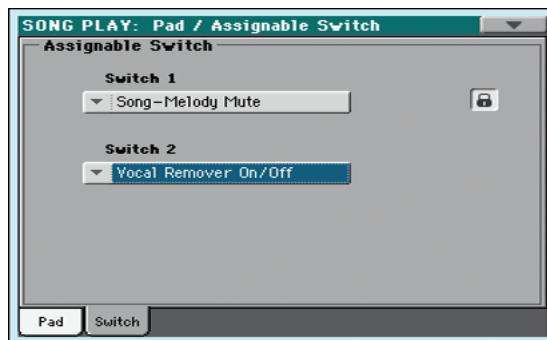 SONG PLAY: Pad / Assignable Switch
Assignable Switch
Switch 1
Song-Melody Mute
Switch 2
Vocal Remover On/Off
Pad Switch